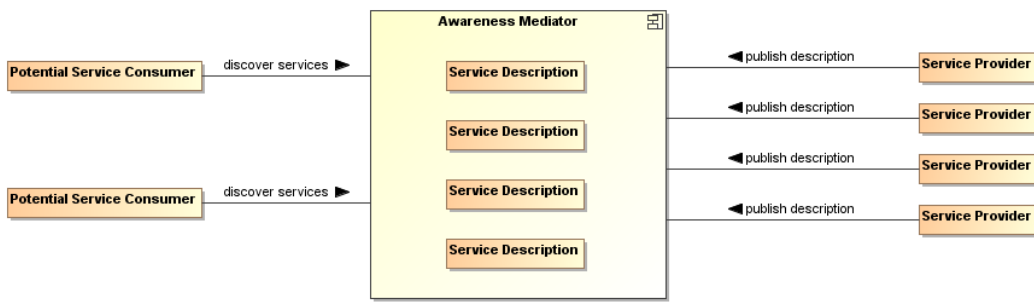 Awareness Mediator
Potential Service Consumer
discover services
Potential Service Consumer
discover services
Service Description
Service Description
Service Description
Service Description
publish description
Service Provider
publish description
Service Provider
publish description
Service Provider
publish description
Service Provider